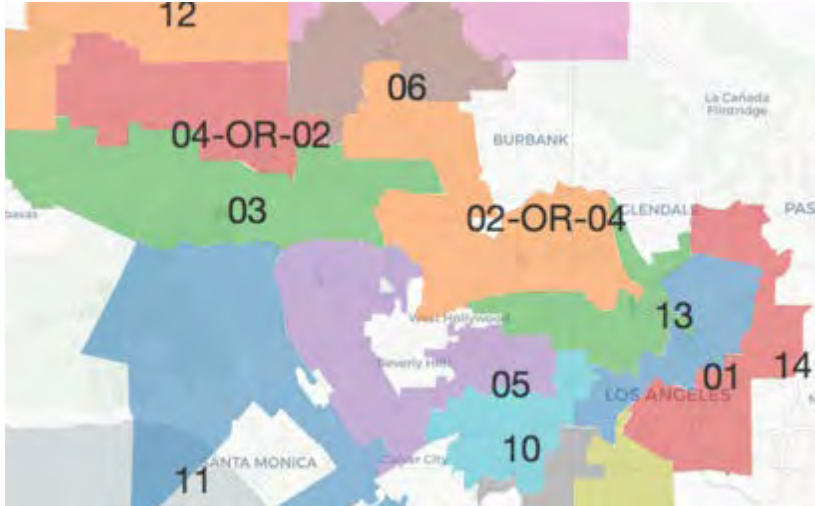 12
06
La Cañada
Flintridge
04-OR-02
BURBANK
03
02-OR-04
GLENDALE
PAS
basas
West Hollywood
13
Beverly Hills
05
01
14
LOS ANGELES
10
Culver City
11
SANTA MONICA